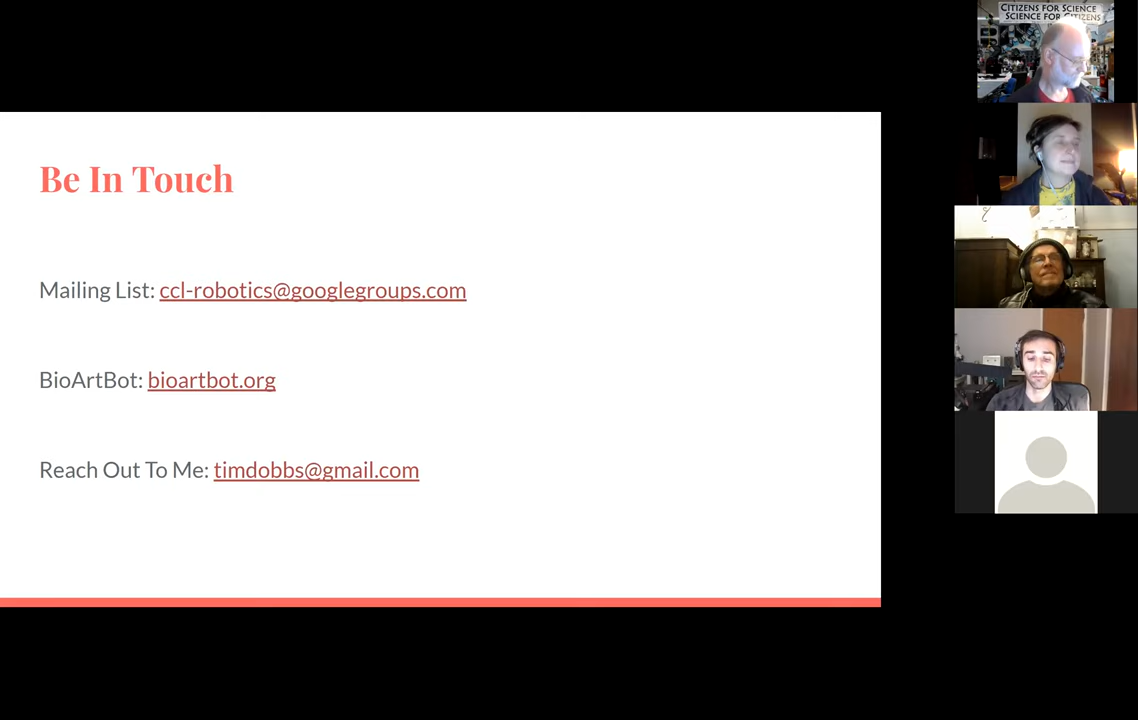 CITIZENS FOR SCIENCE
SCIENCE FOR CITIZENS
Be In Touch
Mailing List: ccl-robotics@googlegroups.com
BioArtBot: bioartbot.org
Reach Out To Me: timdobbs@gmail.com